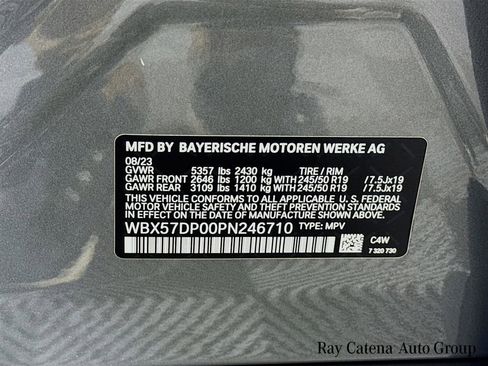 MFD BY BAYERISCHE MOTOREN WERKE AG
08/23
GVWR 5357 lbs 2430 kg TIRE / RIM
GAWR FRONT 2646 lbs 1200 KG WITH 245/50 R19 / 7.5Jx19
GAWR REAR 3109 lbs 1410 kg WITH 245/50 R19 / 7.5Jx19
THIS VEHICLE CONFORMS TO ALL APPLICABLE U.S. FEDERAL
MOTOR VEHICLE SAFETY AND THEFT PREVENTION STANDARDS
IN EFFECT ON THE DATE OF MANUFACTURE SHOWN ABOVE.
WBX57DP00PN246710 TYPE: MPV
C4W
7 320 730
Ray Catena Auto Group